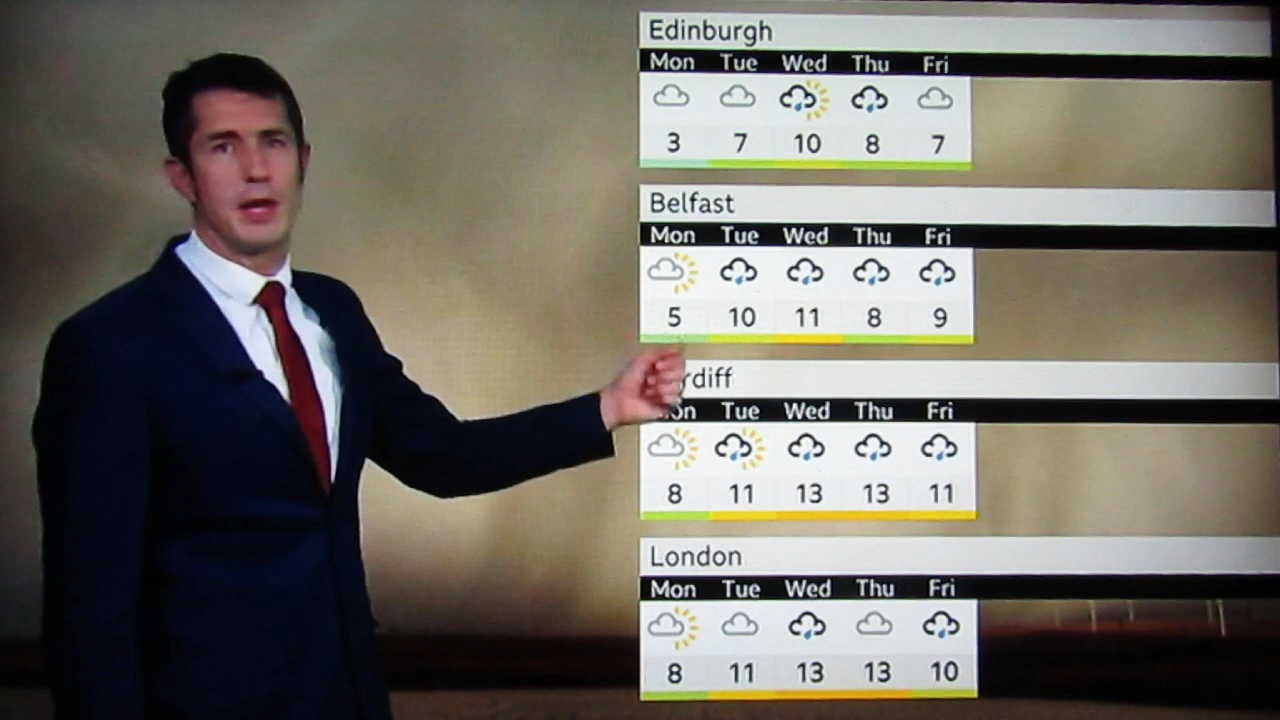 Edinburgh
Mon Tue Wed Thu Fri
3 7 10 8 7
Belfast
Mon Tue Wed Thu Fri
5 10 11 8 9
rdiff
on Tue Wed Thu Fri
8 11 13 13 11
London
Mon Tue Wed Thu Fri
8 11 13 13 10